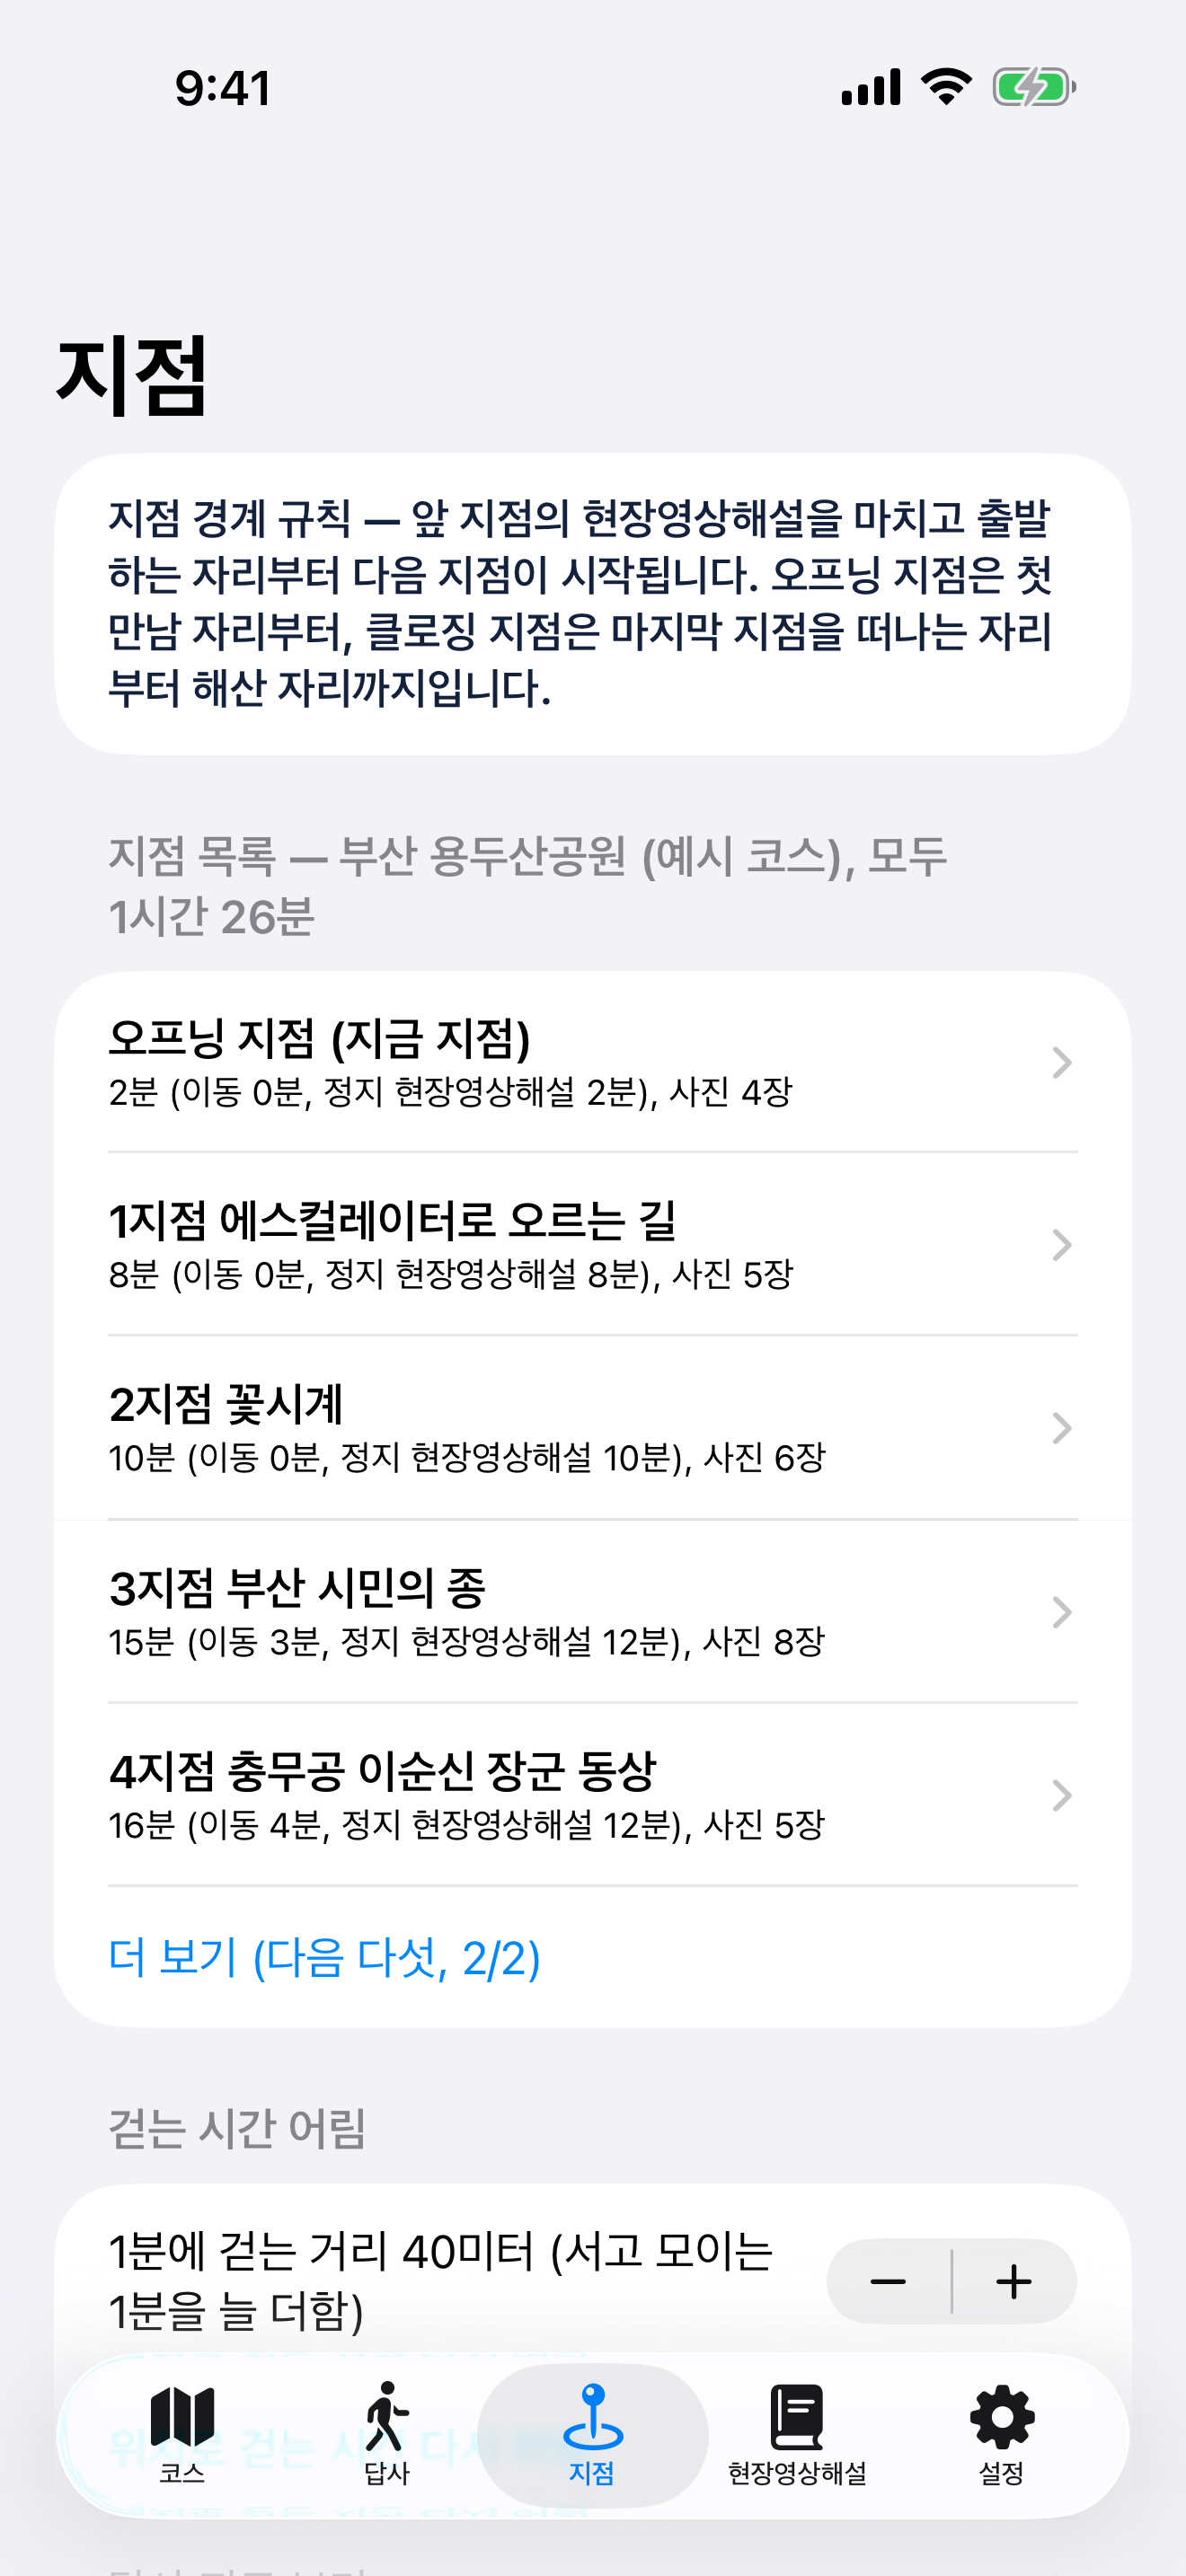 9:41
지점
지점 경계 규칙 — 앞 지점의 현장영상해설을 마치고 출발
하는 자리부터 다음 지점이 시작됩니다. 오프닝 지점은 첫
만남 자리부터, 클로징 지점은 마지막 지점을 떠나는 자리
부터 해산 자리까지입니다.
지점 목록 — 부산 용두산공원 (예시 코스), 모두
1시간 26분
오프닝 지점 (지금 지점)
2분 (이동 0분, 정지 현장영상해설 2분), 사진 4장
1지점 에스컬레이터로 오르는 길
8분 (이동 0분, 정지 현장영상해설 8분), 사진 5장
2지점 꽃시계
10분 (이동 0분, 정지 현장영상해설 10분), 사진 6장
3지점 부산 시민의 종
15분 (이동 3분, 정지 현장영상해설 12분), 사진 8장
4지점 충무공 이순신 장군 동상
16분 (이동 4분, 정지 현장영상해설 12분), 사진 5장
더 보기 (다음 다섯, 2/2)
걷는 시간 어림
1분에 걷는 거리 40미터 (서고 모이는
1분을 늘 더함)
코스 답사 지점 현장영상해설 설정